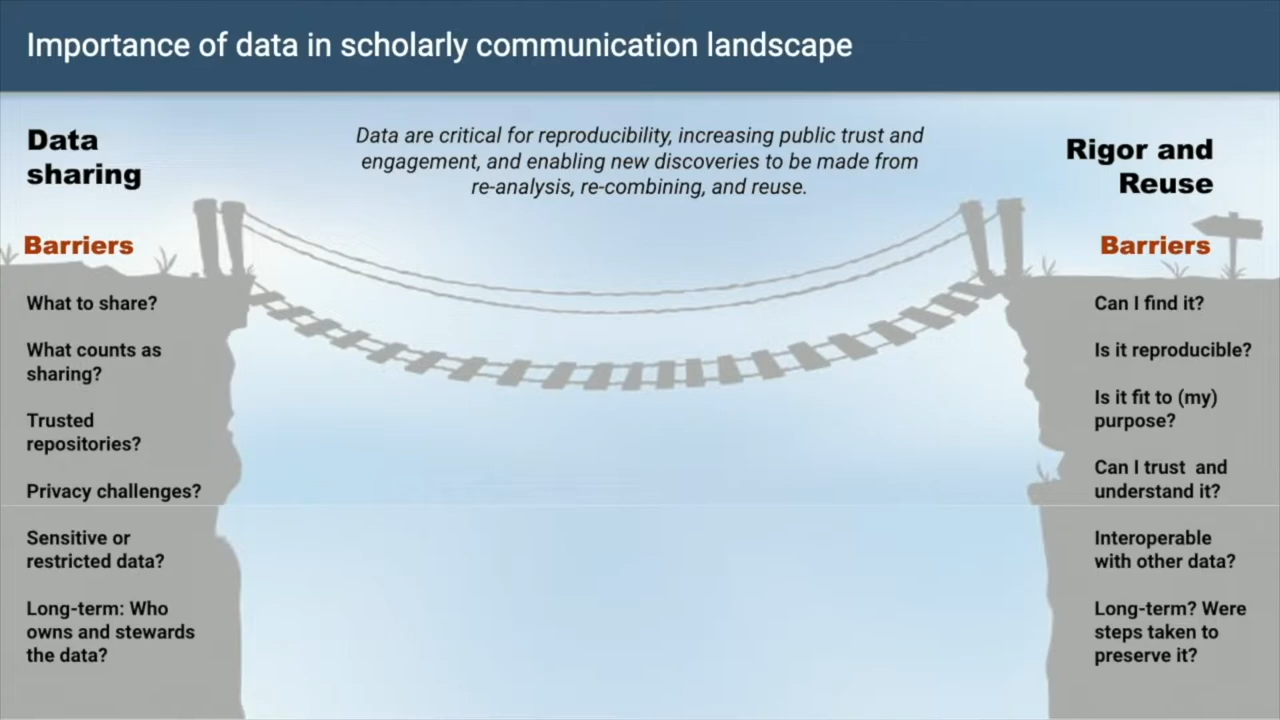 Importance of data in scholarly communication landscape
Data
sharing
Barriers
What to share?
What counts as
sharing?
Trusted
repositories?
Privacy challenges?
Sensitive or
restricted data?
Long-term: Who
owns and stewards
the data?
Data are critical for reproducibility, increasing public trust and
engagement, and enabling new discoveries to be made from
re-analysis, re-combining, and reuse.
Rigor and
Reuse
Barriers
Can I find it?
Is it reproducible?
Is it fit to (my)
purpose?
Can I trust and
understand it?
Interoperable
with other data?
Long-term? Were
steps taken to
preserve it?